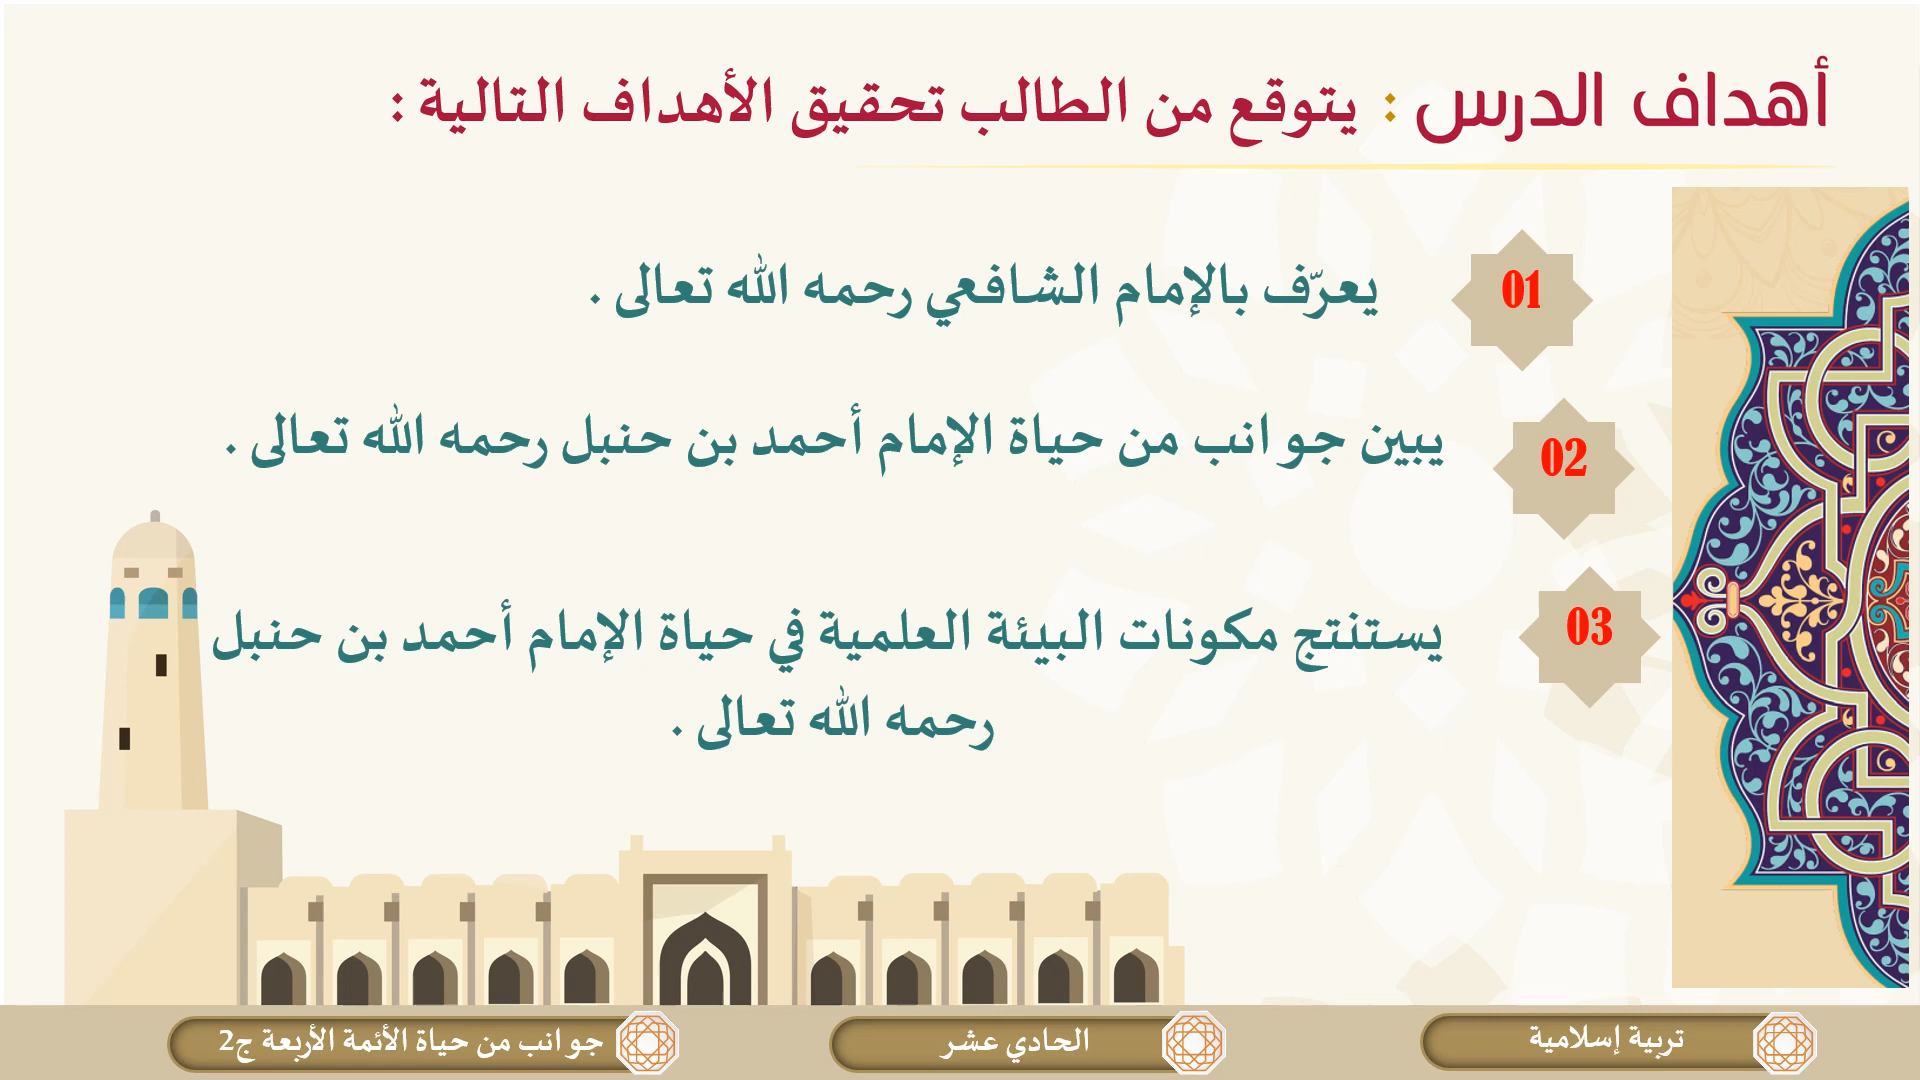 أهداف الدرس : يتوقع من الطالب تحقيق الأهداف التالية :
01
يعرّف بالإمام الشافعي رحمه الله تعالى .
02
يبين جوانب من حياة الإمام أحمد بن حنبل رحمه الله تعالى .
03
يستنتج مكونات البيئة العلمية في حياة الإمام أحمد بن حنبل
رحمه الله تعالى .
تربية إسلامية
الحادي عشر
جوانب من حياة الأئمة الأربعة ج2